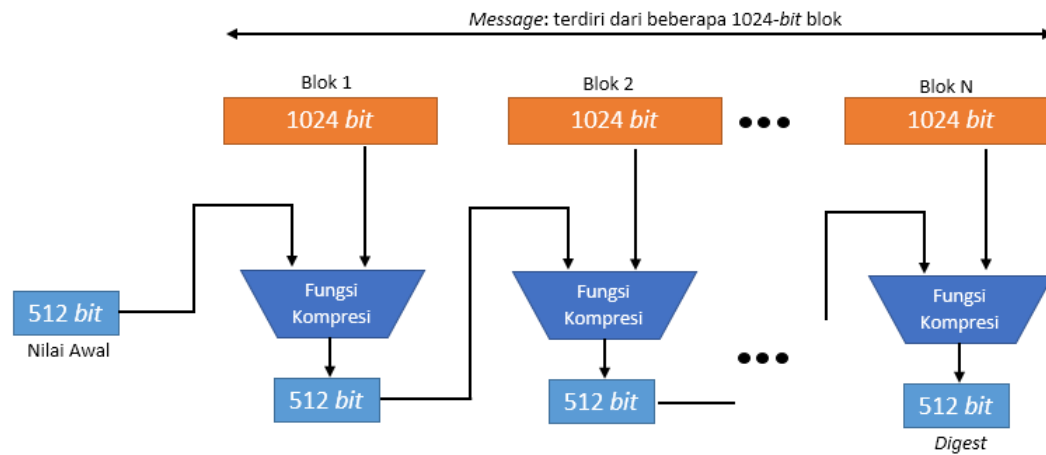 Message: terdiri dari beberapa 1024-bit blok
Blok 1
Blok 2
Blok N
1024 bit
1024 bit
1024 bit
Fungsi
Kompresi
Fungsi
Kompresi
Fungsi
Kompresi
512 bit
Nilai Awal
512 bit
512 bit
512 bit
Digest